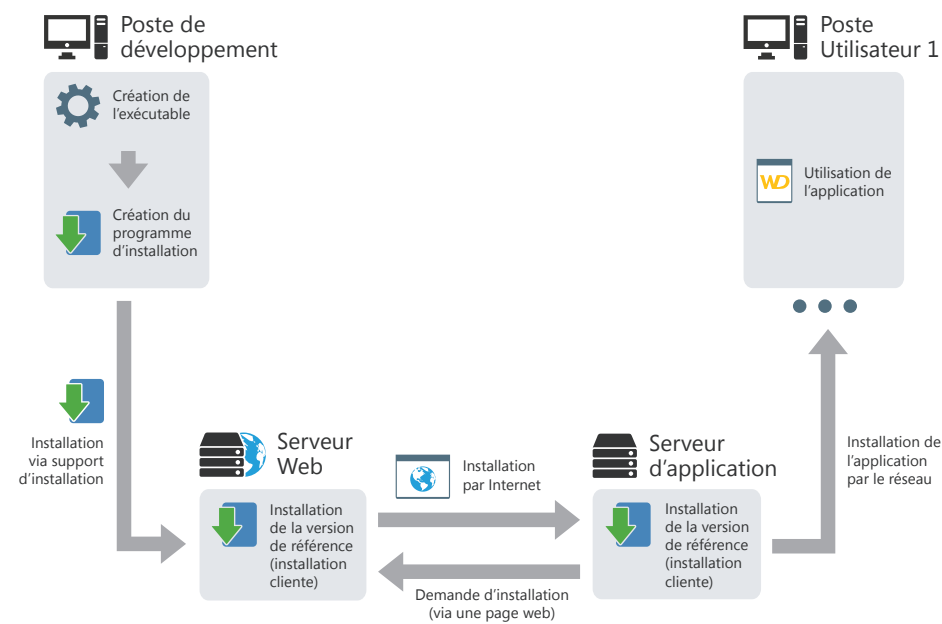 Poste de
développement
Création de
l'exécutable
Création du
programme
d'installation
Poste
Utilisateur 1
WD
Utilisation de
l'application
Installation
via support
d'installation
Serveur
Web
Installation
de la version
de référence
(installation
cliente)
Installation
par Internet
Demande d'installation
(via une page web)
Serveur
d'application
Installation
de la version
de référence
(installation
cliente)
Installation de
l'application
par le réseau